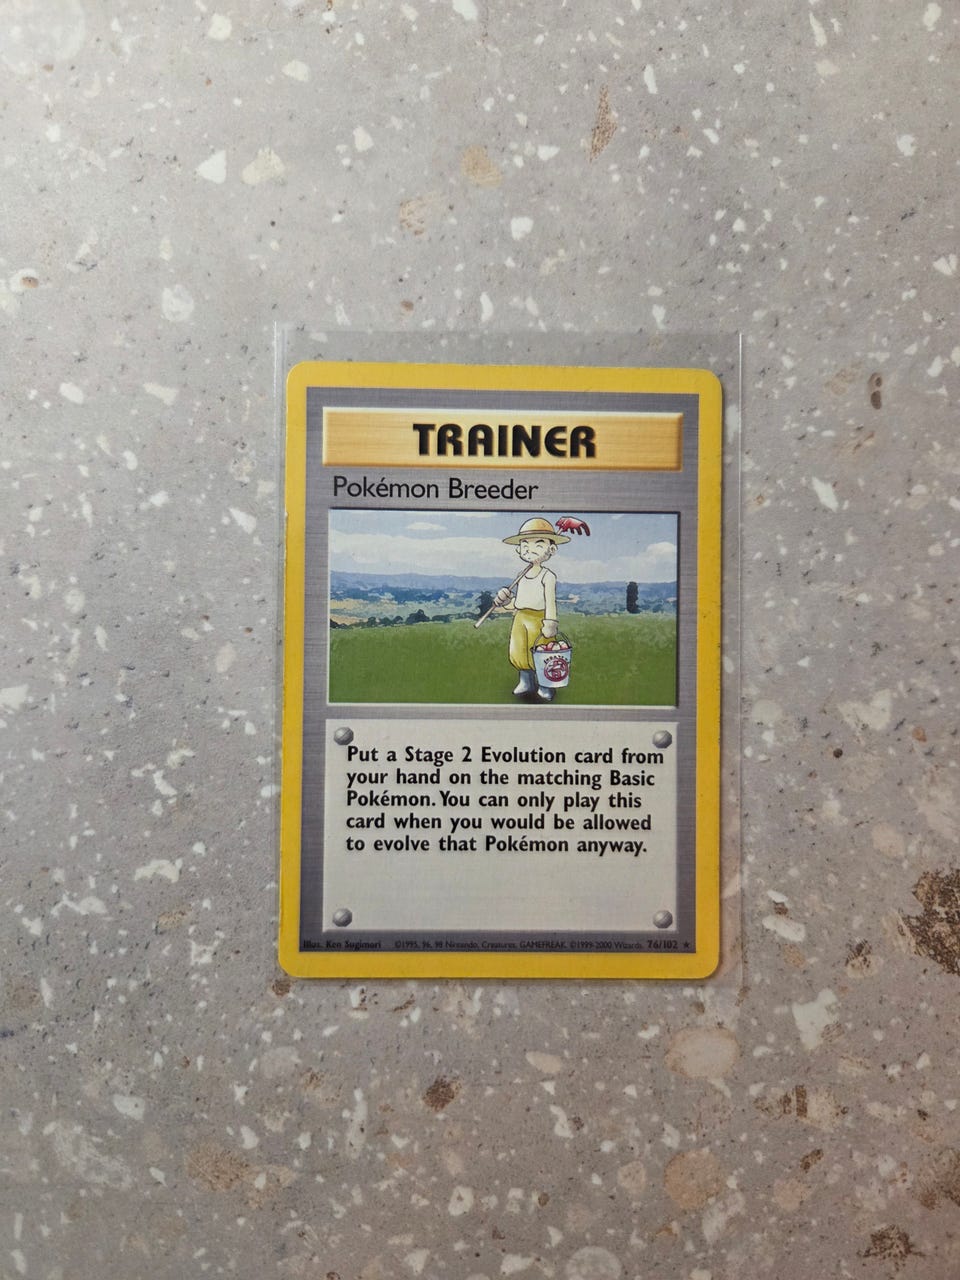 TRAINER
Pokémon Breeder
Put a Stage 2 Evolution card from
your hand on the matching Basic
Pokémon. You can only play this
card when you would be allowed
to evolve that Pokémon anyway.
Illus. Ken Sugimori ©1995, 96, 98 Nintendo, Creatures, GAMEFREAK. ©1999-2000 Wizards. 76/102 ★